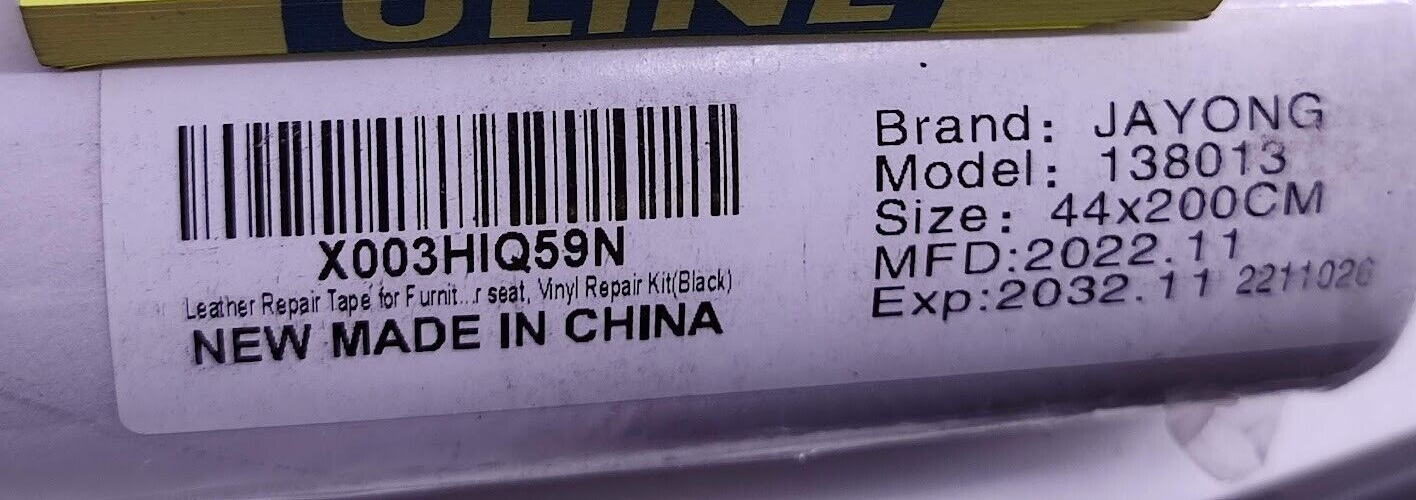 ULINE
X003HIQ59N
Leather Repair Tape for Furnit...r seat, Vinyl Repair Kit(Black)
NEW MADE IN CHINA
Brand: JAYONG
Model: 138013
Size: 44x200CM
MFD:2022.11
Exp:2032.11 2211026